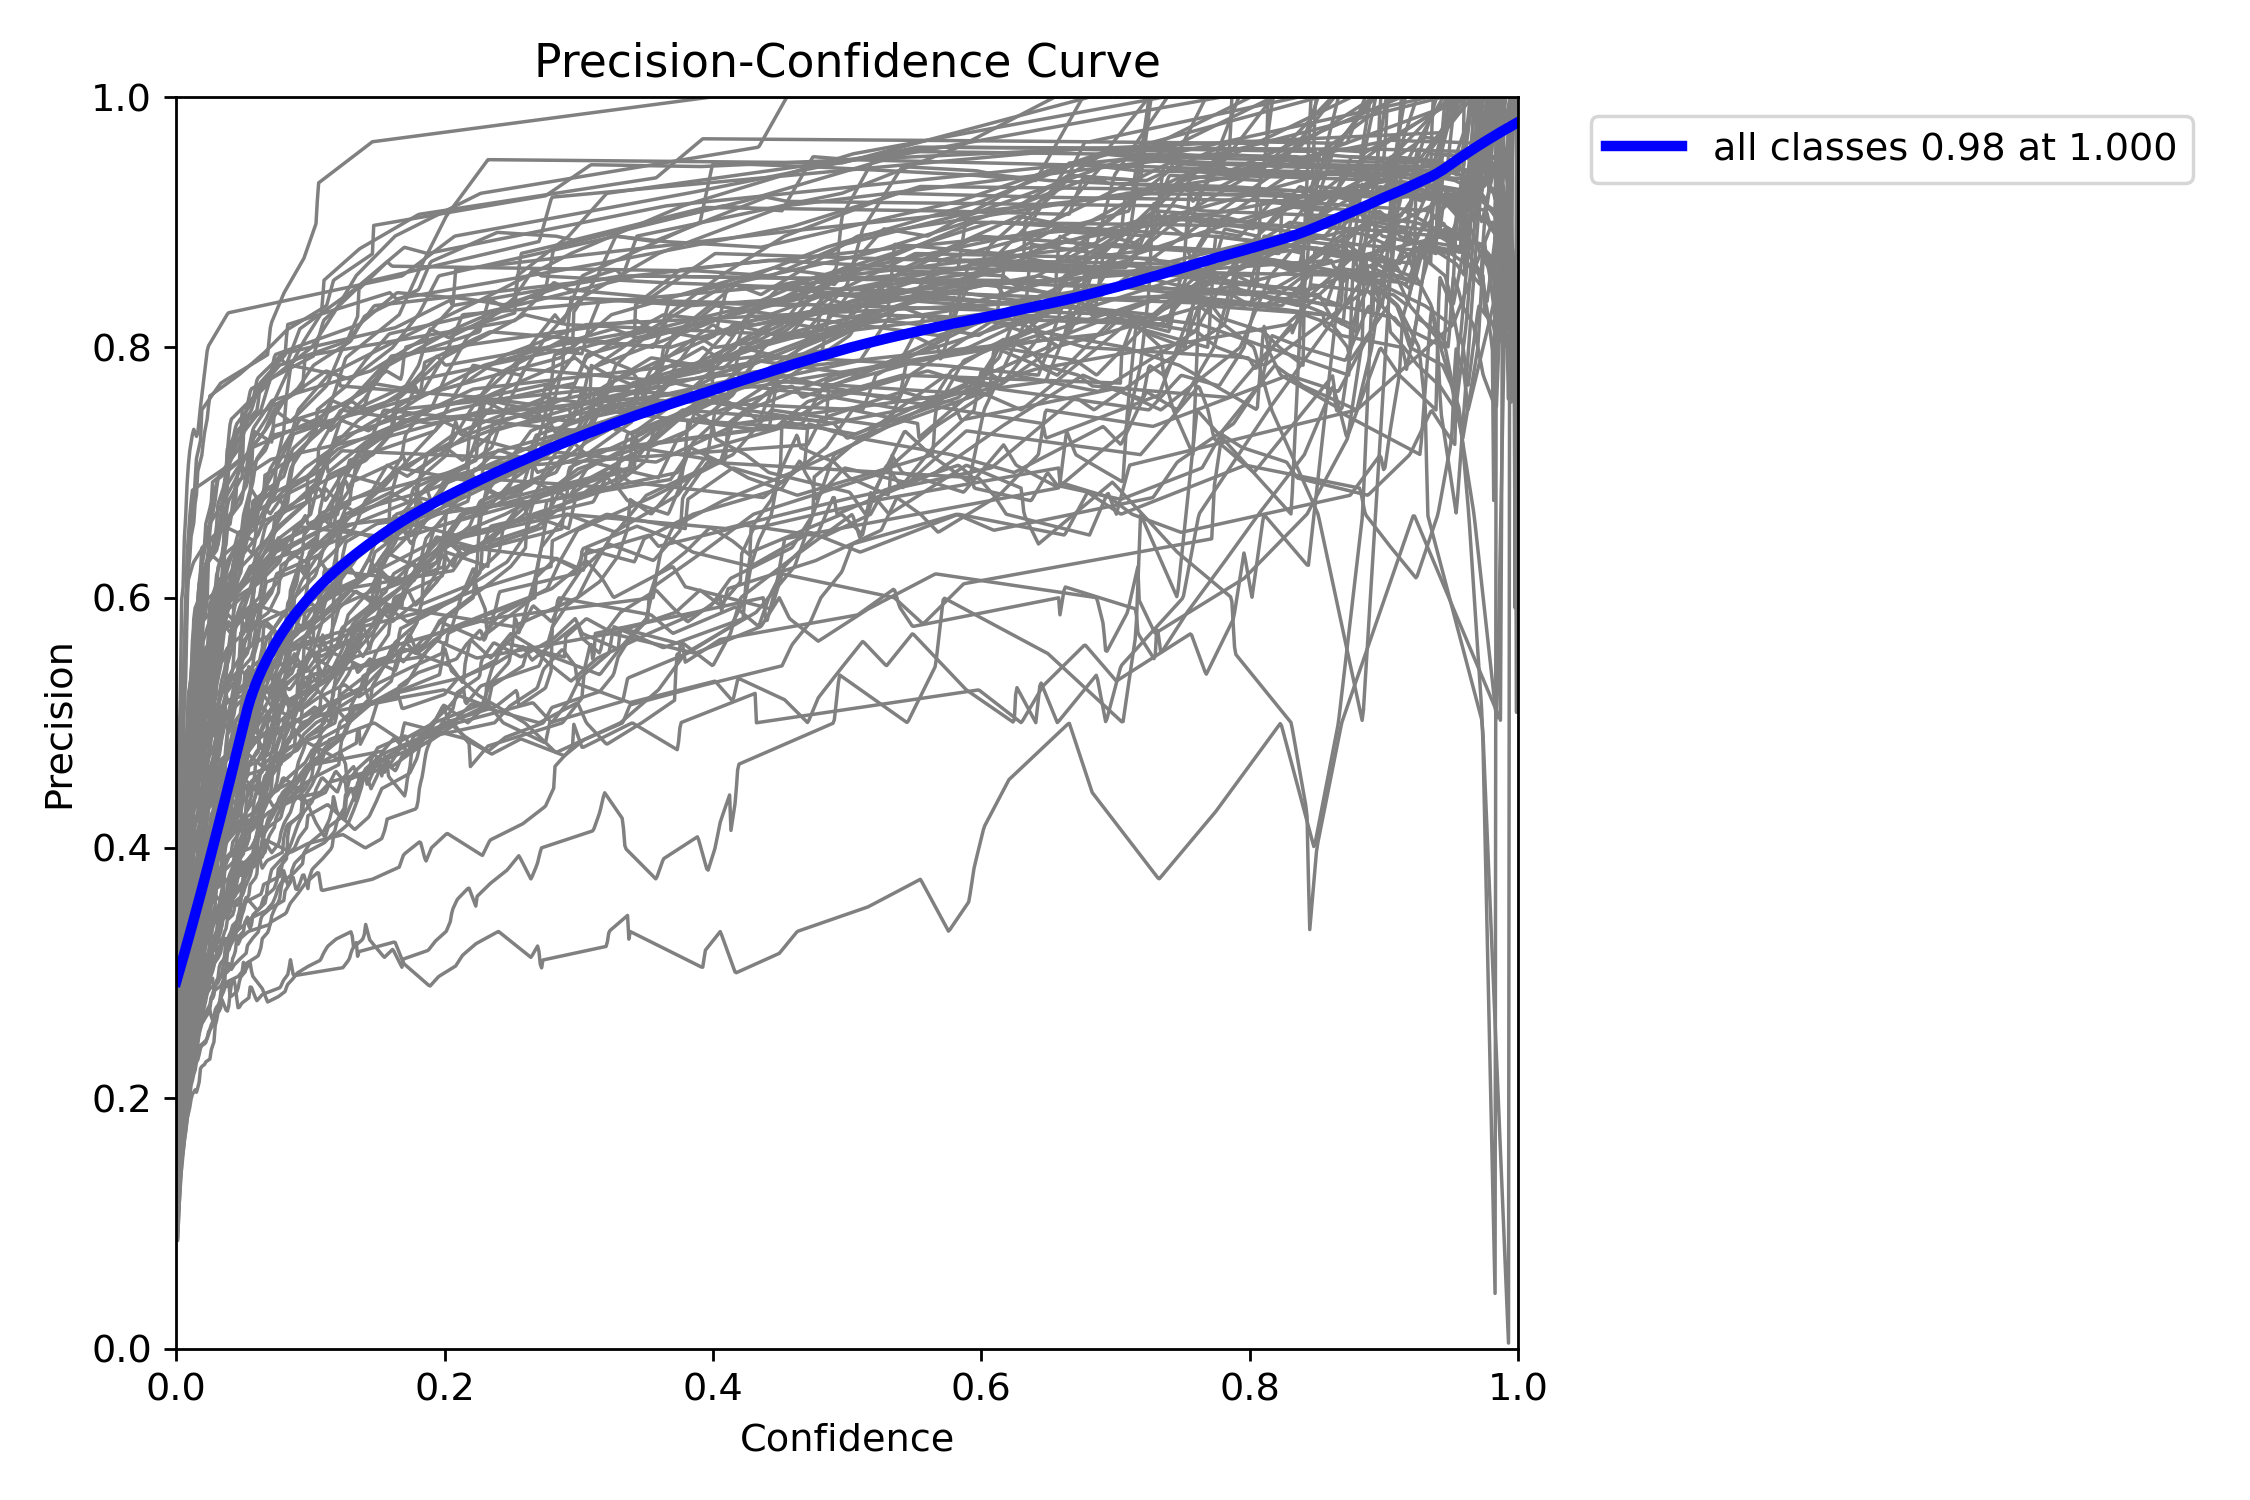 Precision-Confidence Curve
all classes 0.98 at 1.000
Precision
1.0
0.8
0.6
0.4
0.2
0.0
0.0 0.2 0.4 0.6 0.8 1.0
Confidence